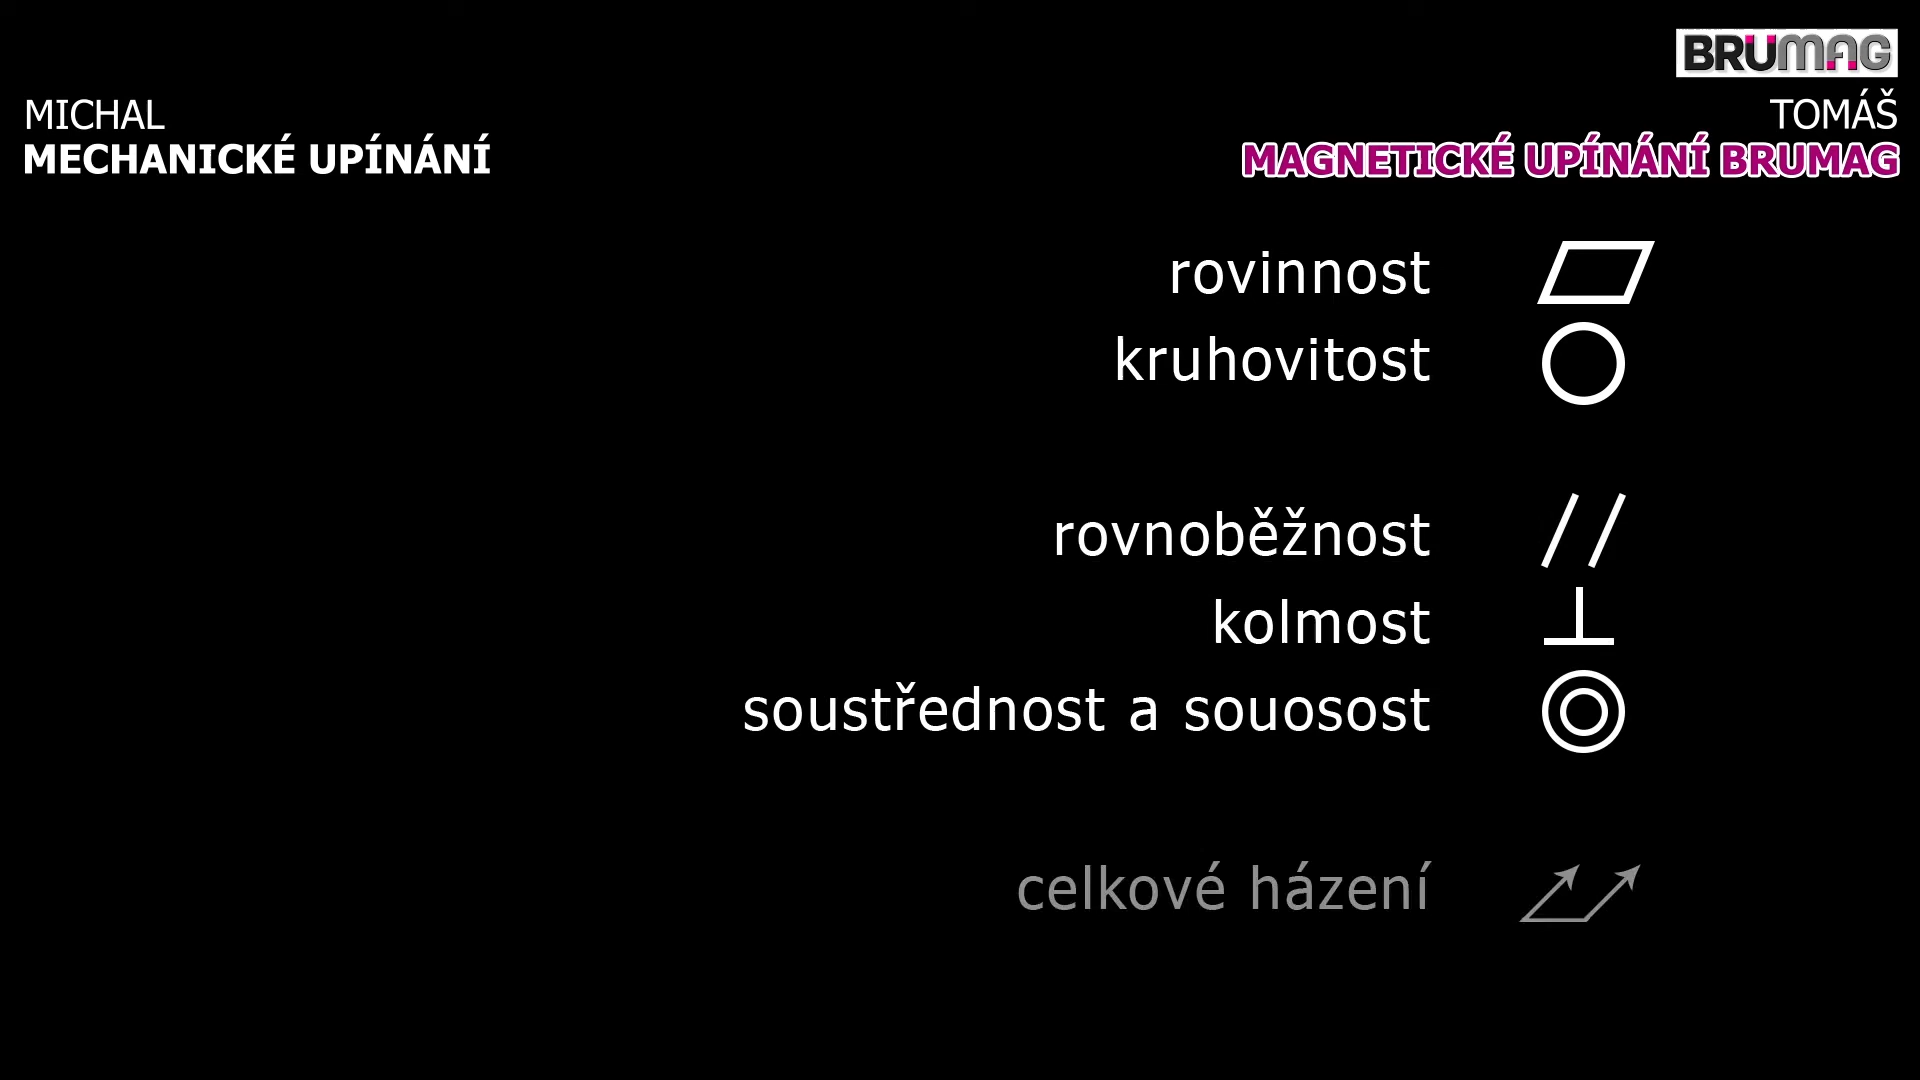 BRUMAG
MICHAL
MECHANICKÉ UPÍNÁNÍ
TOMÁŠ
MAGNETICKÉ UPÍNÁNÍ BRUMAG
rovinnost
kruhovitost
rovnoběžnost
kolmost
soustřednost a souosost
celkové házení